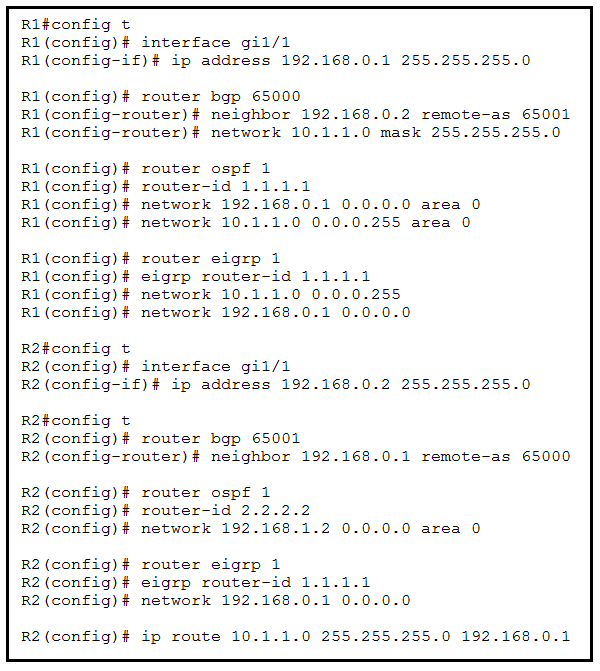 R1#config t
R1(config)# interface gi1/1
R1(config-if)# ip address 192.168.0.1 255.255.255.0
R1(config)# router bgp 65000
R1(config-router)# neighbor 192.168.0.2 remote-as 65001
R1(config-router)# network 10.1.1.0 mask 255.255.255.0
R1(config)# router ospf 1
R1(config)# router-id 1.1.1.1
R1(config)# network 192.168.0.1 0.0.0.0 area 0
R1(config)# network 10.1.1.0 0.0.0.255 area 0
R1(config)# router eigrp 1
R1(config)# eigrp router-id 1.1.1.1
R1(config)# network 10.1.1.0 0.0.0.255
R1(config)# network 192.168.0.1 0.0.0.0
R2#config t
R2(config)# interface gi1/1
R2(config-if)# ip address 192.168.0.2 255.255.255.0
R2#config t
R2(config)# router bgp 65001
R2(config-router)# neighbor 192.168.0.1 remote-as 65000
R2(config)# router ospf 1
R2(config)# router-id 2.2.2.2
R2(config)# network 192.168.1.2 0.0.0.0 area 0
R2(config)# router eigrp 1
R2(config)# eigrp router-id 1.1.1.1
R2(config)# network 192.168.0.1 0.0.0.0
R2(config)# ip route 10.1.1.0 255.255.255.0 192.168.0.1